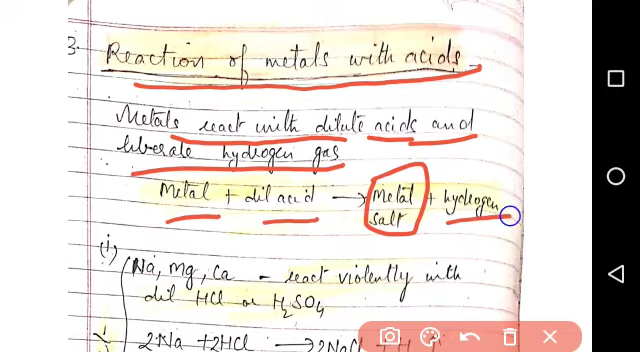 3. Reaction of metals with acids
Metals react with dilute acids and
liberate hydrogen gas
Metal + dil acid → Metal salt + hydrogen
(i) Na, Mg, Ca - react violently with
dil HCl or H₂SO₄
2Na + 2HCl → 2NaCl + H